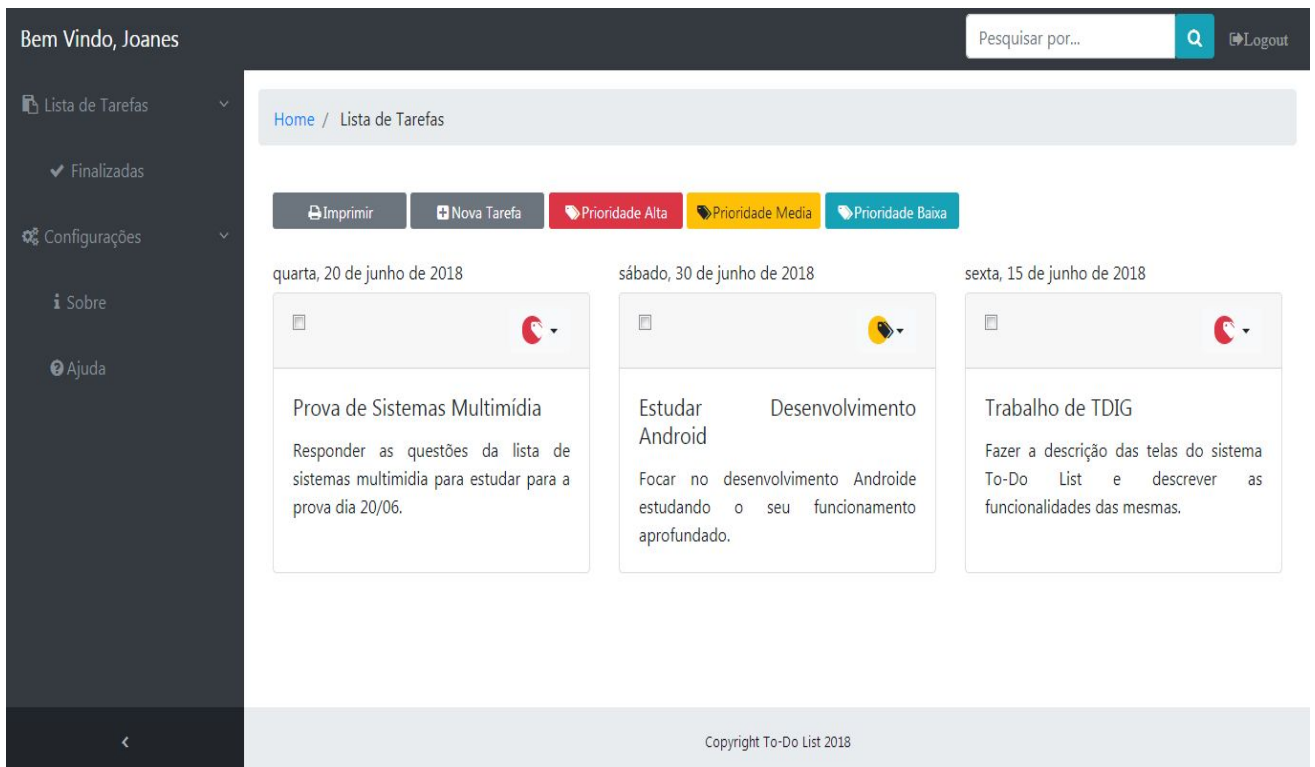 Bem Vindo, Joanes
Pesquisar por...
Logout
Lista de Tarefas
Finalizadas
Configurações
Sobre
Ajuda
Home / Lista de Tarefas
Imprimir
Nova Tarefa
Prioridade Alta
Prioridade Media
Prioridade Baixa
quarta, 20 de junho de 2018
Prova de Sistemas Multimídia
Responder as questões da lista de
sistemas multimidia para estudar para a
prova dia 20/06.
sábado, 30 de junho de 2018
Estudar Desenvolvimento
Android
Focar no desenvolvimento Androide
estudando o seu funcionamento
aprofundado.
sexta, 15 de junho de 2018
Trabalho de TDIG
Fazer a descrição das telas do sistema
To-Do List e descrever as
funcionalidades das mesmas.
Copyright To-Do List 2018